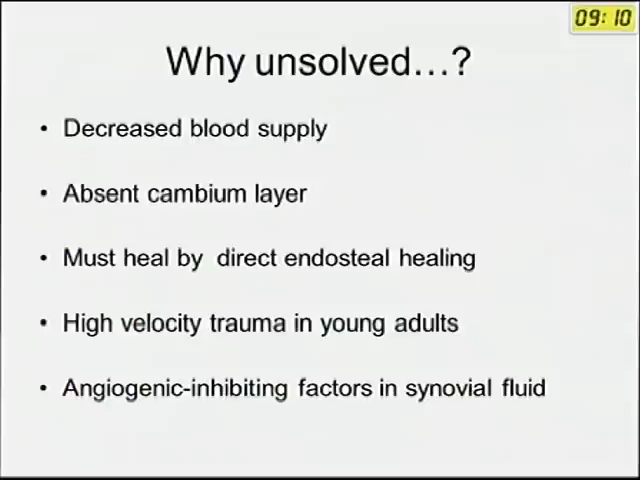 09:10
Why unsolved…?
• Decreased blood supply
• Absent cambium layer
• Must heal by direct endosteal healing
• High velocity trauma in young adults
• Angiogenic-inhibiting factors in synovial fluid